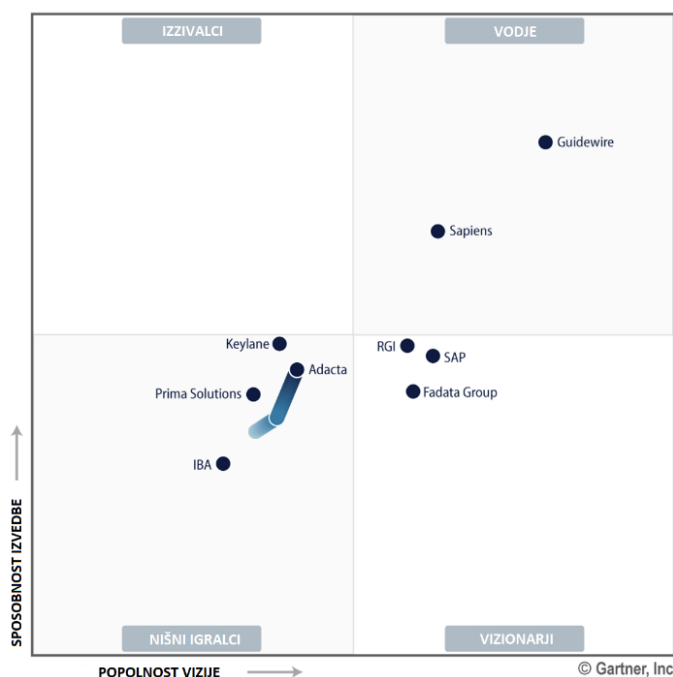 IZZIVALCI
VODJE
Guidewire
Sapiens
Keylane
RGI
SAP
Adacta
Prima Solutions
Fadata Group
IBA
SPOSOBNOST IZVEDBE
NIŠNI IGRALCI
VIZIONARJI
POPOLNOST VIZIJE
© Gartner, Inc